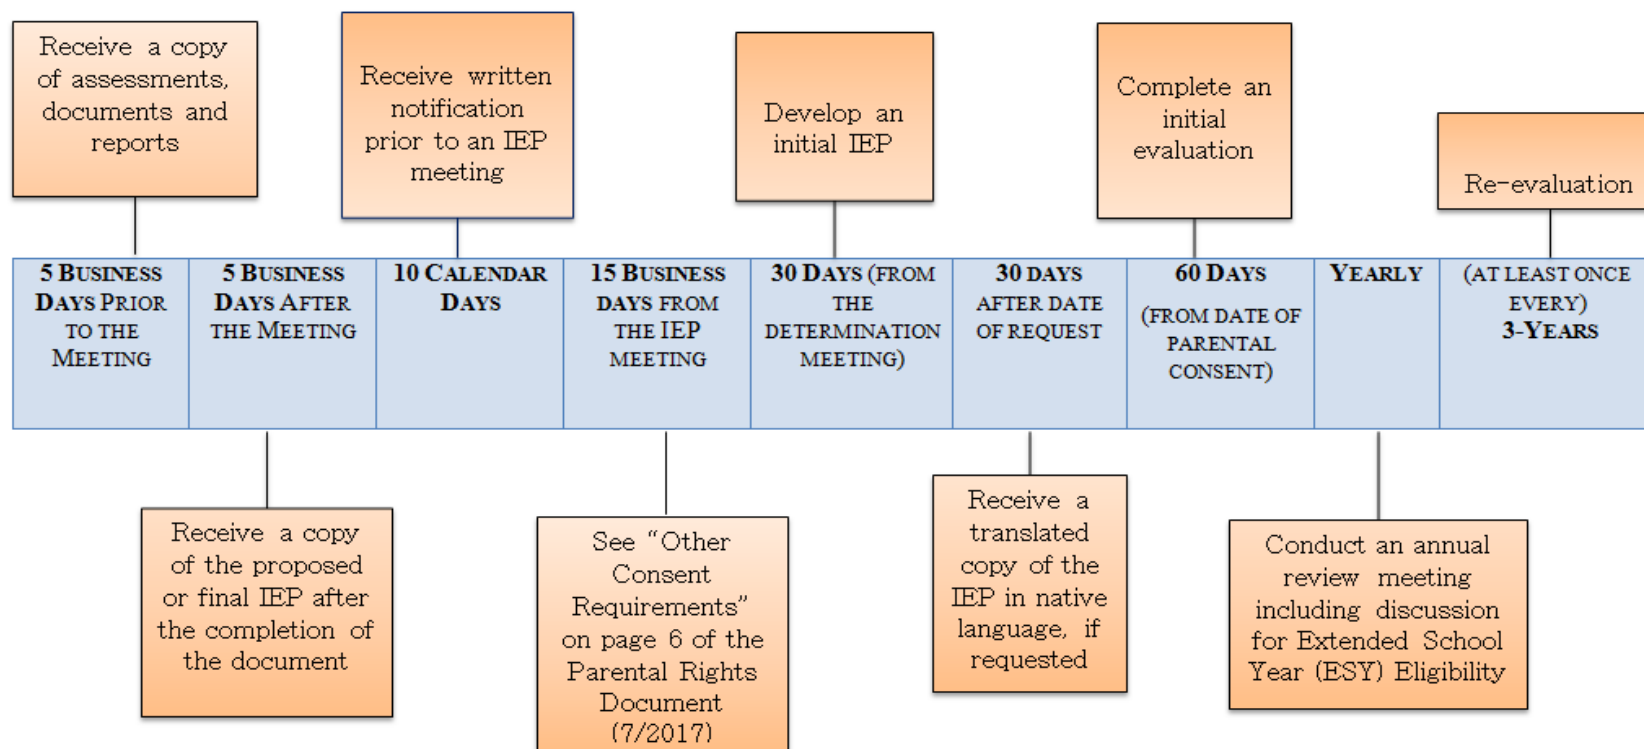 Receive a copy
of assessments,
documents and
reports
Receive written
notification
prior to an IEP
meeting
Develop an
initial IEP
Complete an
initial
evaluation
Re-evaluation
5 BUSINESS
DAYS PRIOR
TO THE
MEETING
5 BUSINESS
DAYS AFTER
THE MEETING
10 CALENDAR
DAYS
15 BUSINESS
DAYS FROM
THE IEP
MEETING
30 DAYS (FROM
THE
DETERMINATION
MEETING)
30 DAYS
AFTER DATE
OF REQUEST
60 DAYS
(FROM DATE OF
PARENTAL
CONSENT)
YEARLY
(AT LEAST ONCE
EVERY)
3-YEARS
Receive a copy
of the proposed
or final IEP after
the completion of
the document
See “Other
Consent
Requirements”
on page 6 of the
Parental Rights
Document
(7/2017)
Receive a
translated
copy of the
IEP in native
language, if
requested
Conduct an annual
review meeting
including discussion
for Extended School
Year (ESY) Eligibility